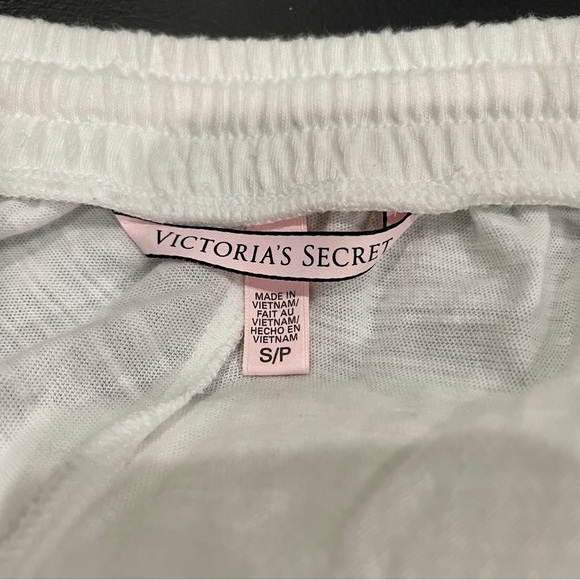 VICTORIA'S SECRET
MADE IN
VIETNAM/
FAIT AU
VIETNAM/
HECHO EN
VIETNAM
S/P